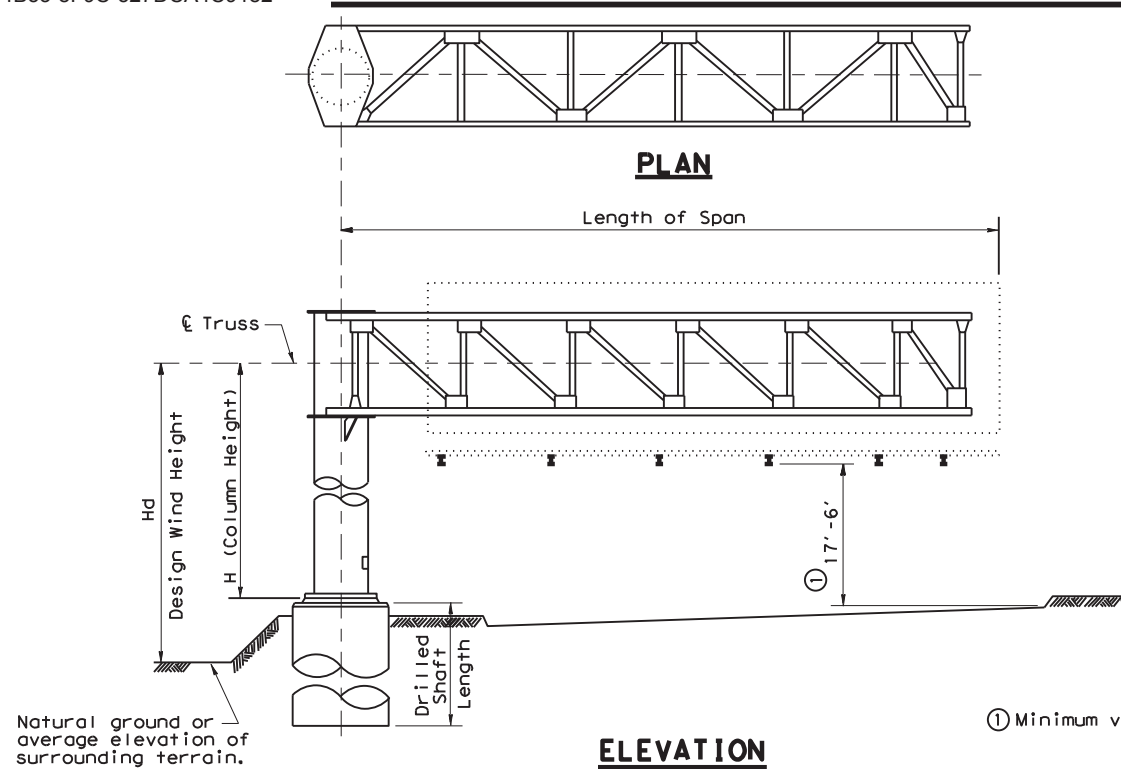 PLAN
Length of Span
℄ Truss
Hd
Design Wind Height
H (Column Height)
① 17'-6'
Drilled
Shaft
Length
Natural ground or
average elevation of
surrounding terrain.
① Minimum v
ELEVATION